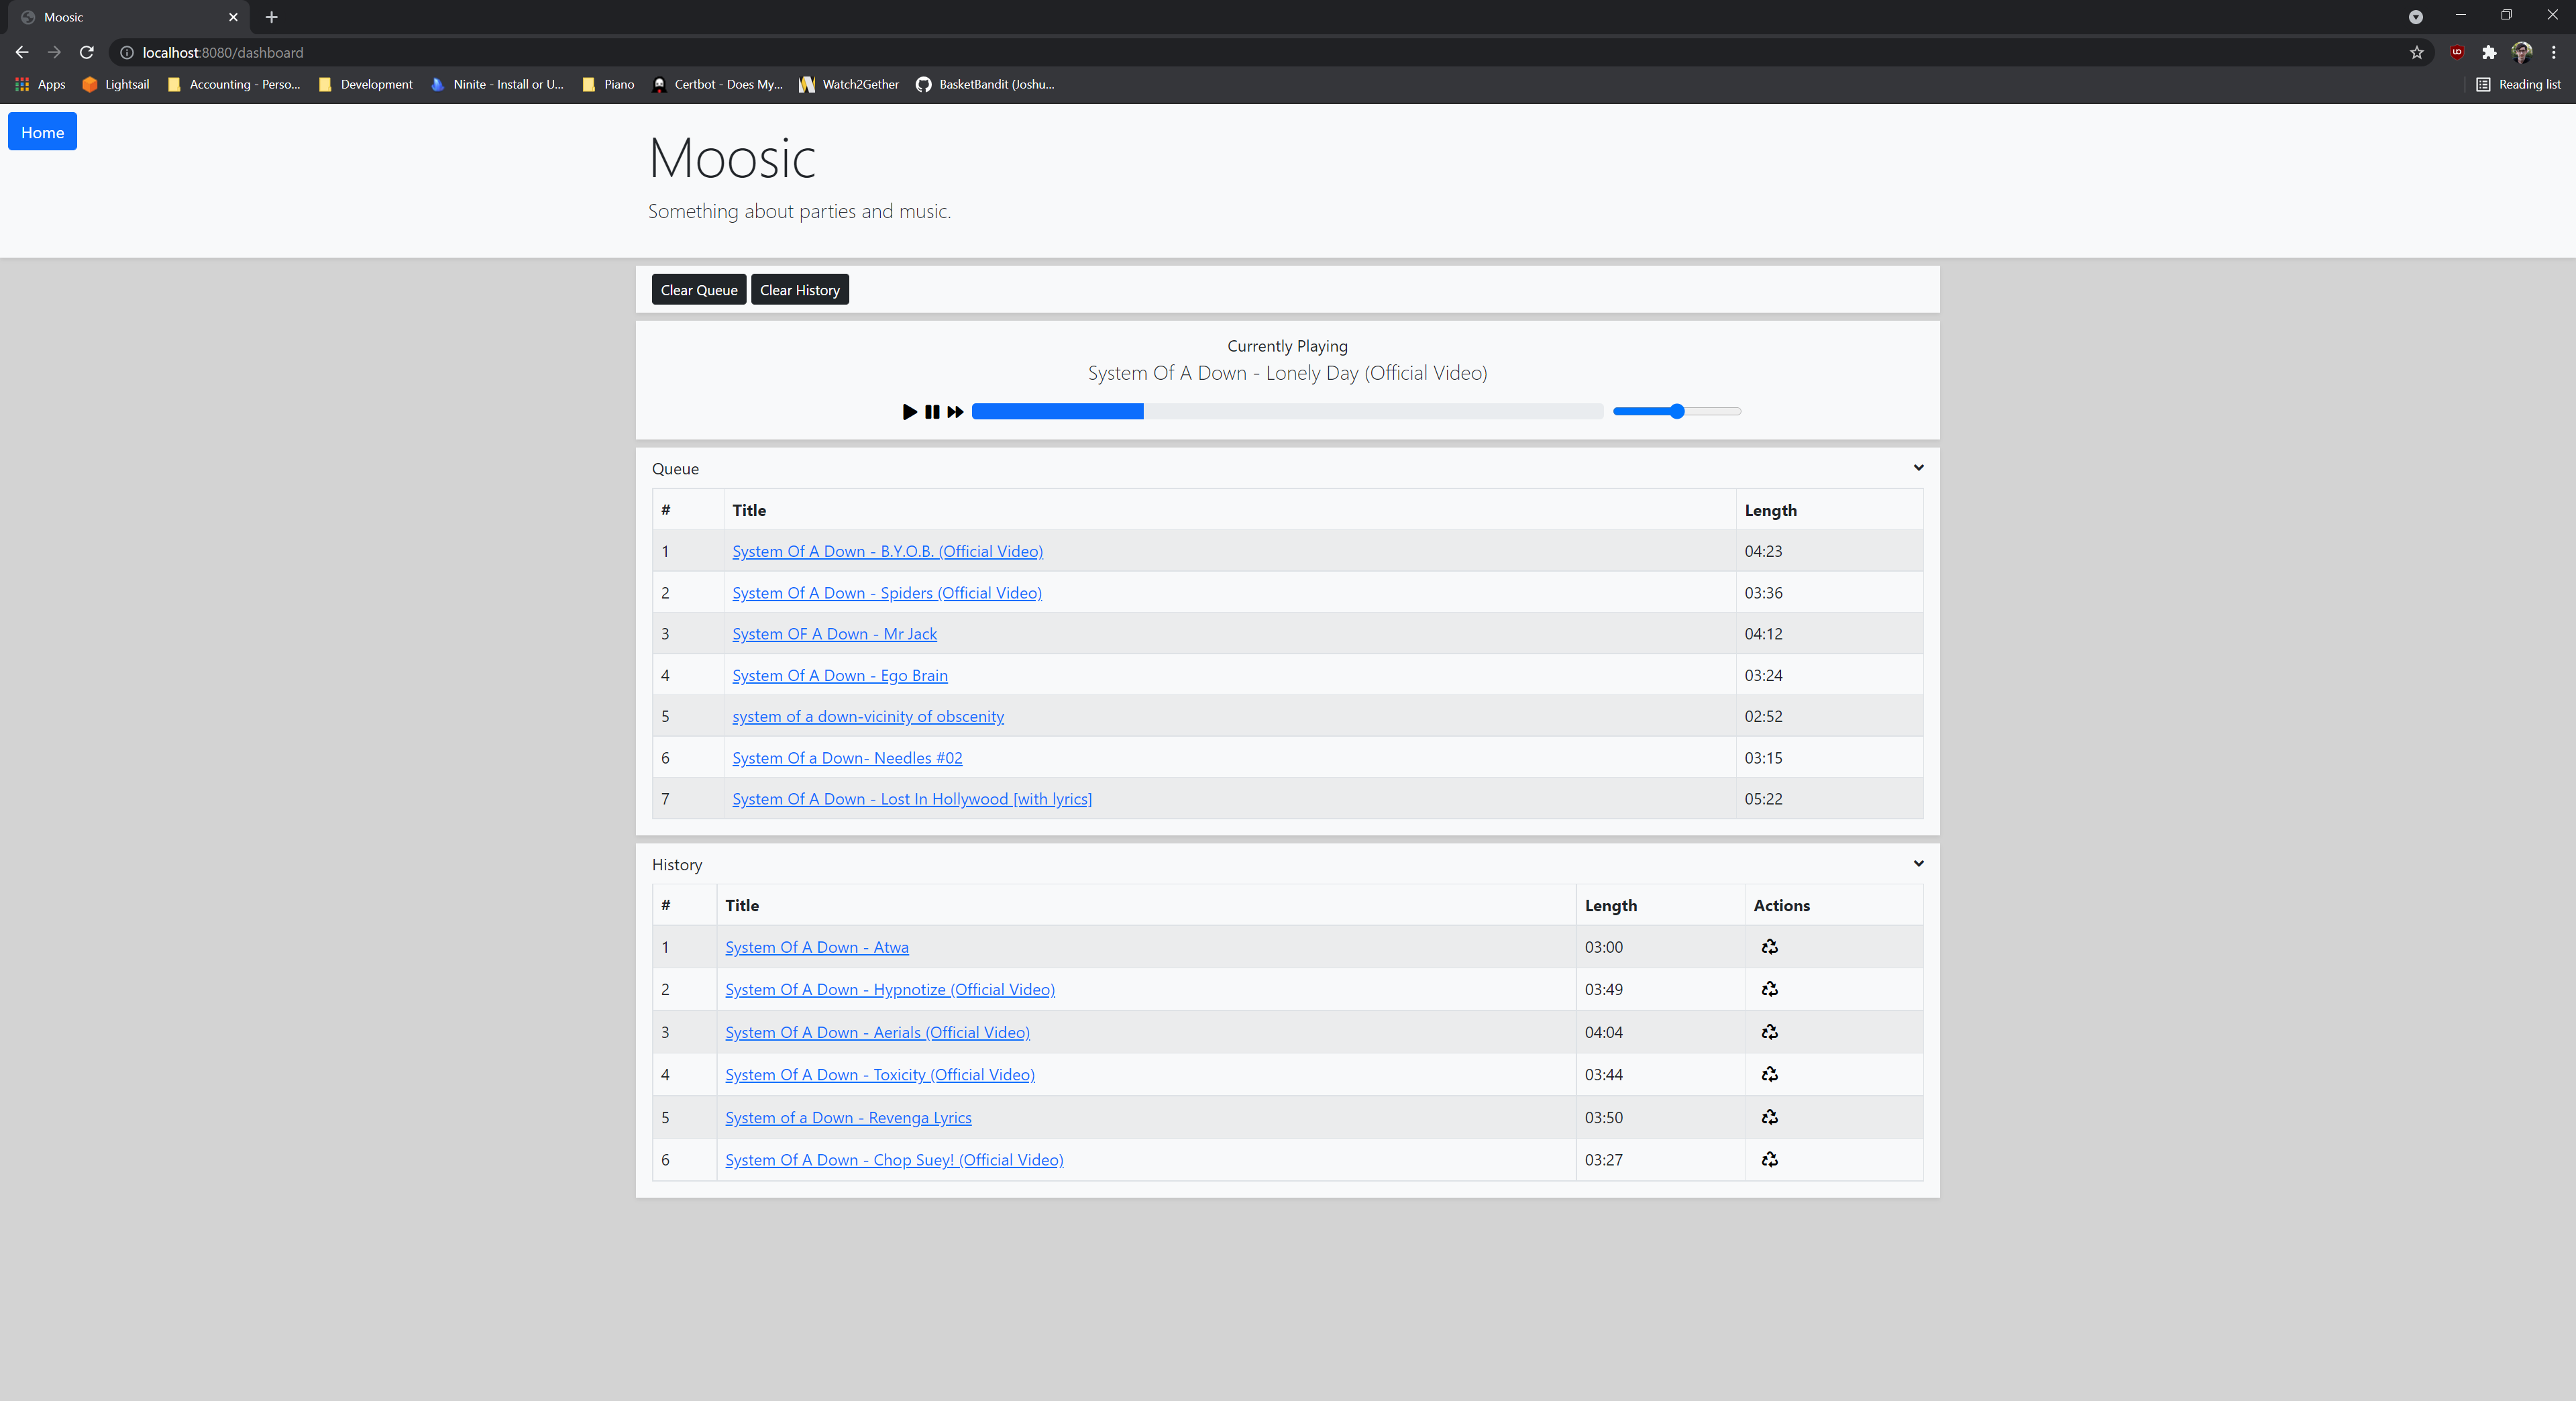 Moosic
localhost:8080/dashboard
Apps Lightsail Accounting - Perso... Development Ninite - Install or U... Piano Certbot - Does My... Watch2Gether BasketBandit (Joshu... Reading list
Home
Moosic
Something about parties and music.
Clear Queue Clear History
Currently Playing
System Of A Down - Lonely Day (Official Video)
Queue
# Title Length
1 System Of A Down - B.Y.O.B. (Official Video) 04:23
2 System Of A Down - Spiders (Official Video) 03:36
3 System OF A Down - Mr Jack 04:12
4 System Of A Down - Ego Brain 03:24
5 system of a down-vicinity of obscenity 02:52
6 System Of a Down- Needles #02 03:15
7 System Of A Down - Lost In Hollywood [with lyrics] 05:22
History
# Title Length Actions
1 System Of A Down - Atwa 03:00
2 System Of A Down - Hypnotize (Official Video) 03:49
3 System Of A Down - Aerials (Official Video) 04:04
4 System Of A Down - Toxicity (Official Video) 03:44
5 System of a Down - Revenga Lyrics 03:50
6 System Of A Down - Chop Suey! (Official Video) 03:27